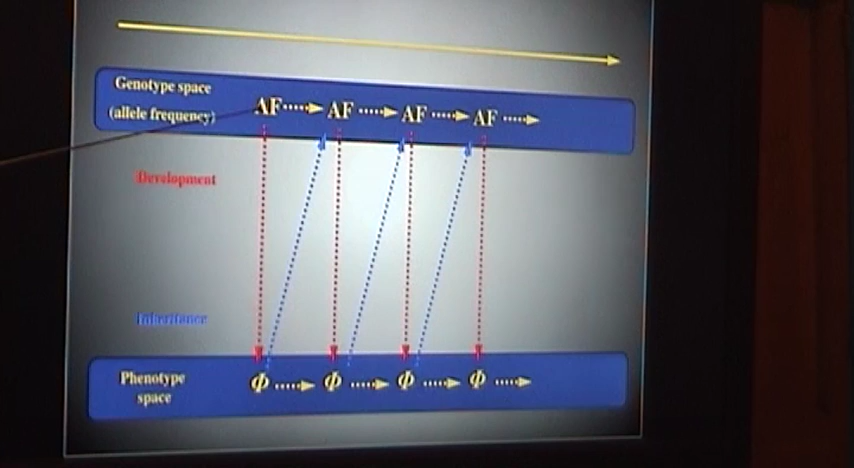 Genotype space
(allele frequency)
AF AF AF AF
Development
Inheritance
Phenotype
space
Φ Φ Φ Φ